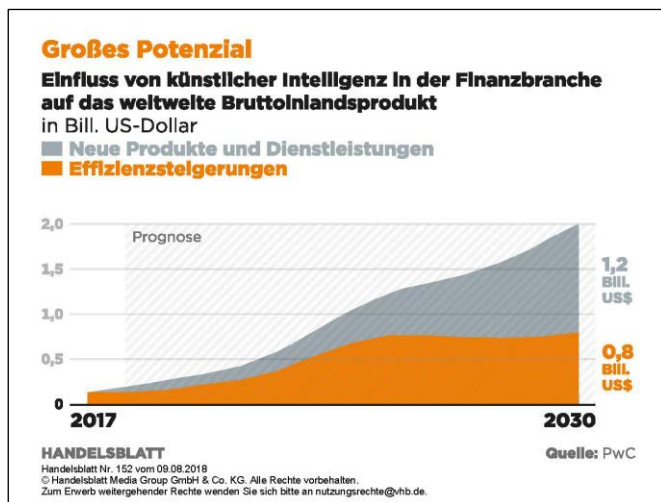 Großes Potenzial
Einfluss von künstlicher Intelligenz in der Finanzbranche
auf das weltweite Bruttoinlandsprodukt
in Bill. US-Dollar
Neue Produkte und Dienstleistungen
Effizienzsteigerungen
2,0
Prognose
1,5
1,0
0,5
0
1,2
Bill.
US$
0,8
Bill.
US$
2017
2030
HANDELSBLATT
Quelle: PwC
Handelsblatt Nr. 152 vom 09.08.2018
© Handelsblatt Media Group GmbH & Co. KG. Alle Rechte vorbehalten.
Zum Erwerb weitergehender Rechte wenden Sie sich bitte an nutzungsrechte@vhb.de.